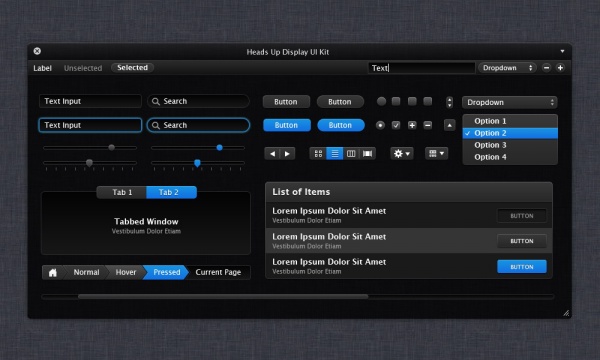 Heads Up Display UI Kit
Label Unselected Selected Text Dropdown
Text Input Search Button Button Dropdown
Text Input Search Button Button
Option 1
Option 2
Option 3
Option 4
Tab 1 Tab 2
Tabbed Window
Vestibulum Dolor Etiam
Normal Hover Pressed Current Page
List of Items
Lorem Ipsum Dolor Sit Amet
Vestibulum Dolor Etiam
BUTTON
Lorem Ipsum Dolor Sit Amet
Vestibulum Dolor Etiam
BUTTON
Lorem Ipsum Dolor Sit Amet
Vestibulum Dolor Etiam
BUTTON